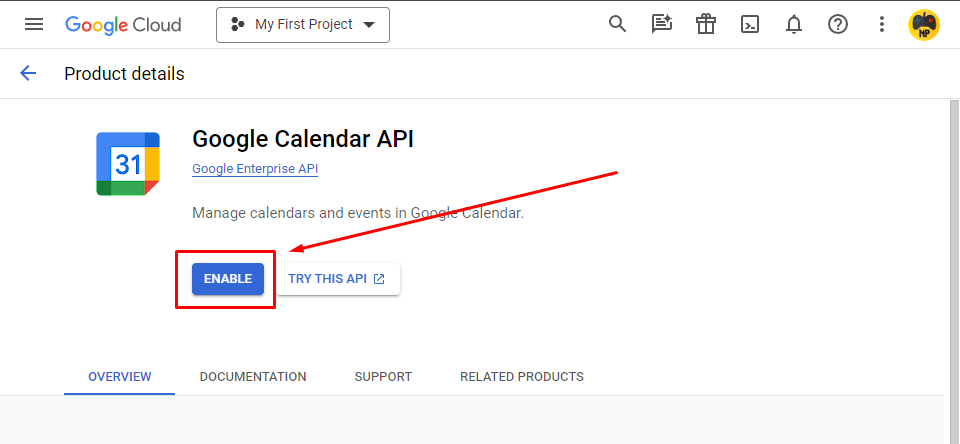 Google Cloud
My First Project
NP
Product details
31
Google Calendar API
Google Enterprise API
Manage calendars and events in Google Calendar.
ENABLE
TRY THIS API
OVERVIEW
DOCUMENTATION
SUPPORT
RELATED PRODUCTS